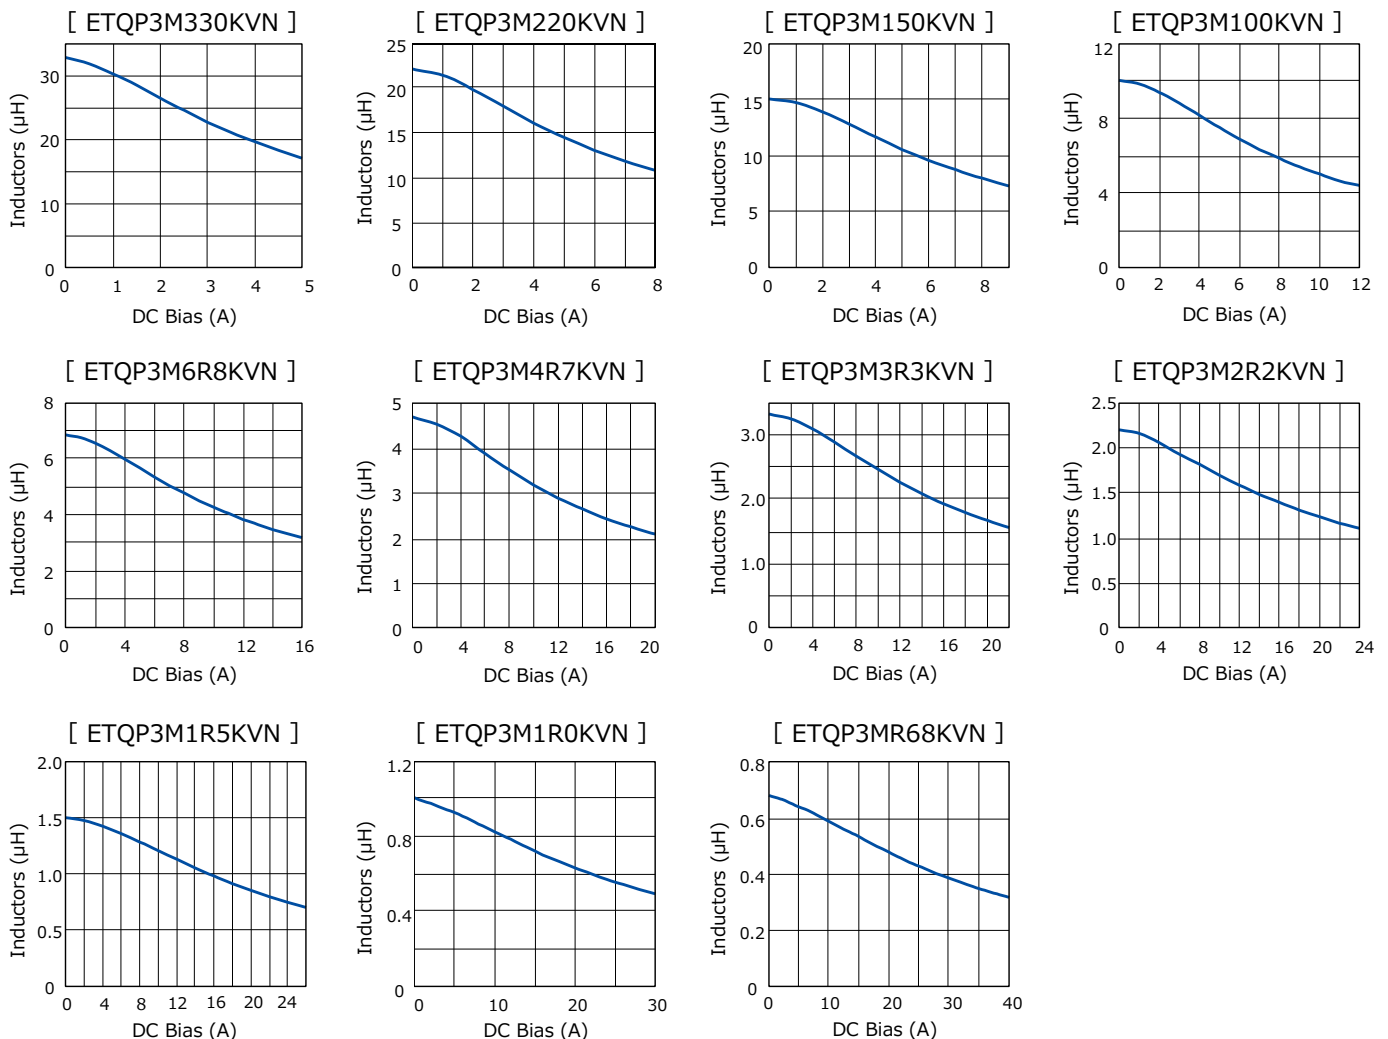 [ ETQP3M330KVN ]
Inductors (µH)
30
20
10
0
0 1 2 3 4 5
DC Bias (A)
[ ETQP3M220KVN ]
Inductors (µH)
25
20
15
10
5
0
0 2 4 6 8
DC Bias (A)
[ ETQP3M150KVN ]
Inductors (µH)
20
15
10
5
0
0 2 4 6 8
DC Bias (A)
[ ETQP3M100KVN ]
Inductors (µH)
12
8
4
0
0 2 4 6 8 10 12
DC Bias (A)
[ ETQP3M6R8KVN ]
Inductors (µH)
8
6
4
2
0
0 4 8 12 16
DC Bias (A)
[ ETQP3M4R7KVN ]
Inductors (µH)
5
4
3
2
1
0
0 4 8 12 16 20
DC Bias (A)
[ ETQP3M3R3KVN ]
Inductors (µH)
3.0
2.0
1.0
0
0 4 8 12 16 20
DC Bias (A)
[ ETQP3M2R2KVN ]
Inductors (µH)
2.5
2.0
1.5
1.0
0.5
0
0 4 8 12 16 20 24
DC Bias (A)
[ ETQP3M1R5KVN ]
Inductors (µH)
2.0
1.5
1.0
0.5
0
0 4 8 12 16 20 24
DC Bias (A)
[ ETQP3M1R0KVN ]
Inductors (µH)
1.2
0.8
0.4
0
0 10 20 30
DC Bias (A)
[ ETQP3MR68KVN ]
Inductors (µH)
0.8
0.6
0.4
0.2
0
0 10 20 30 40
DC Bias (A)